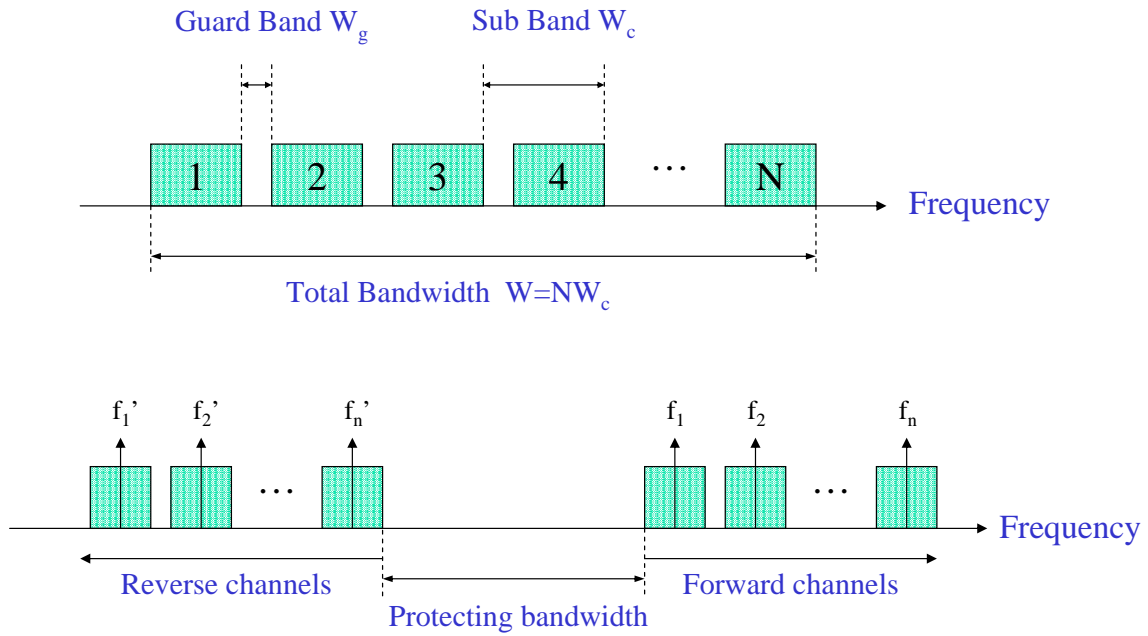 Guard Band W_g
Sub Band W_c
1 2 3 4 ... N
Frequency
Total Bandwidth W=NW_c
f_1’ f_2’ f_n’ f_1 f_2 f_n
... ...
Frequency
Reverse channels
Forward channels
Protecting bandwidth